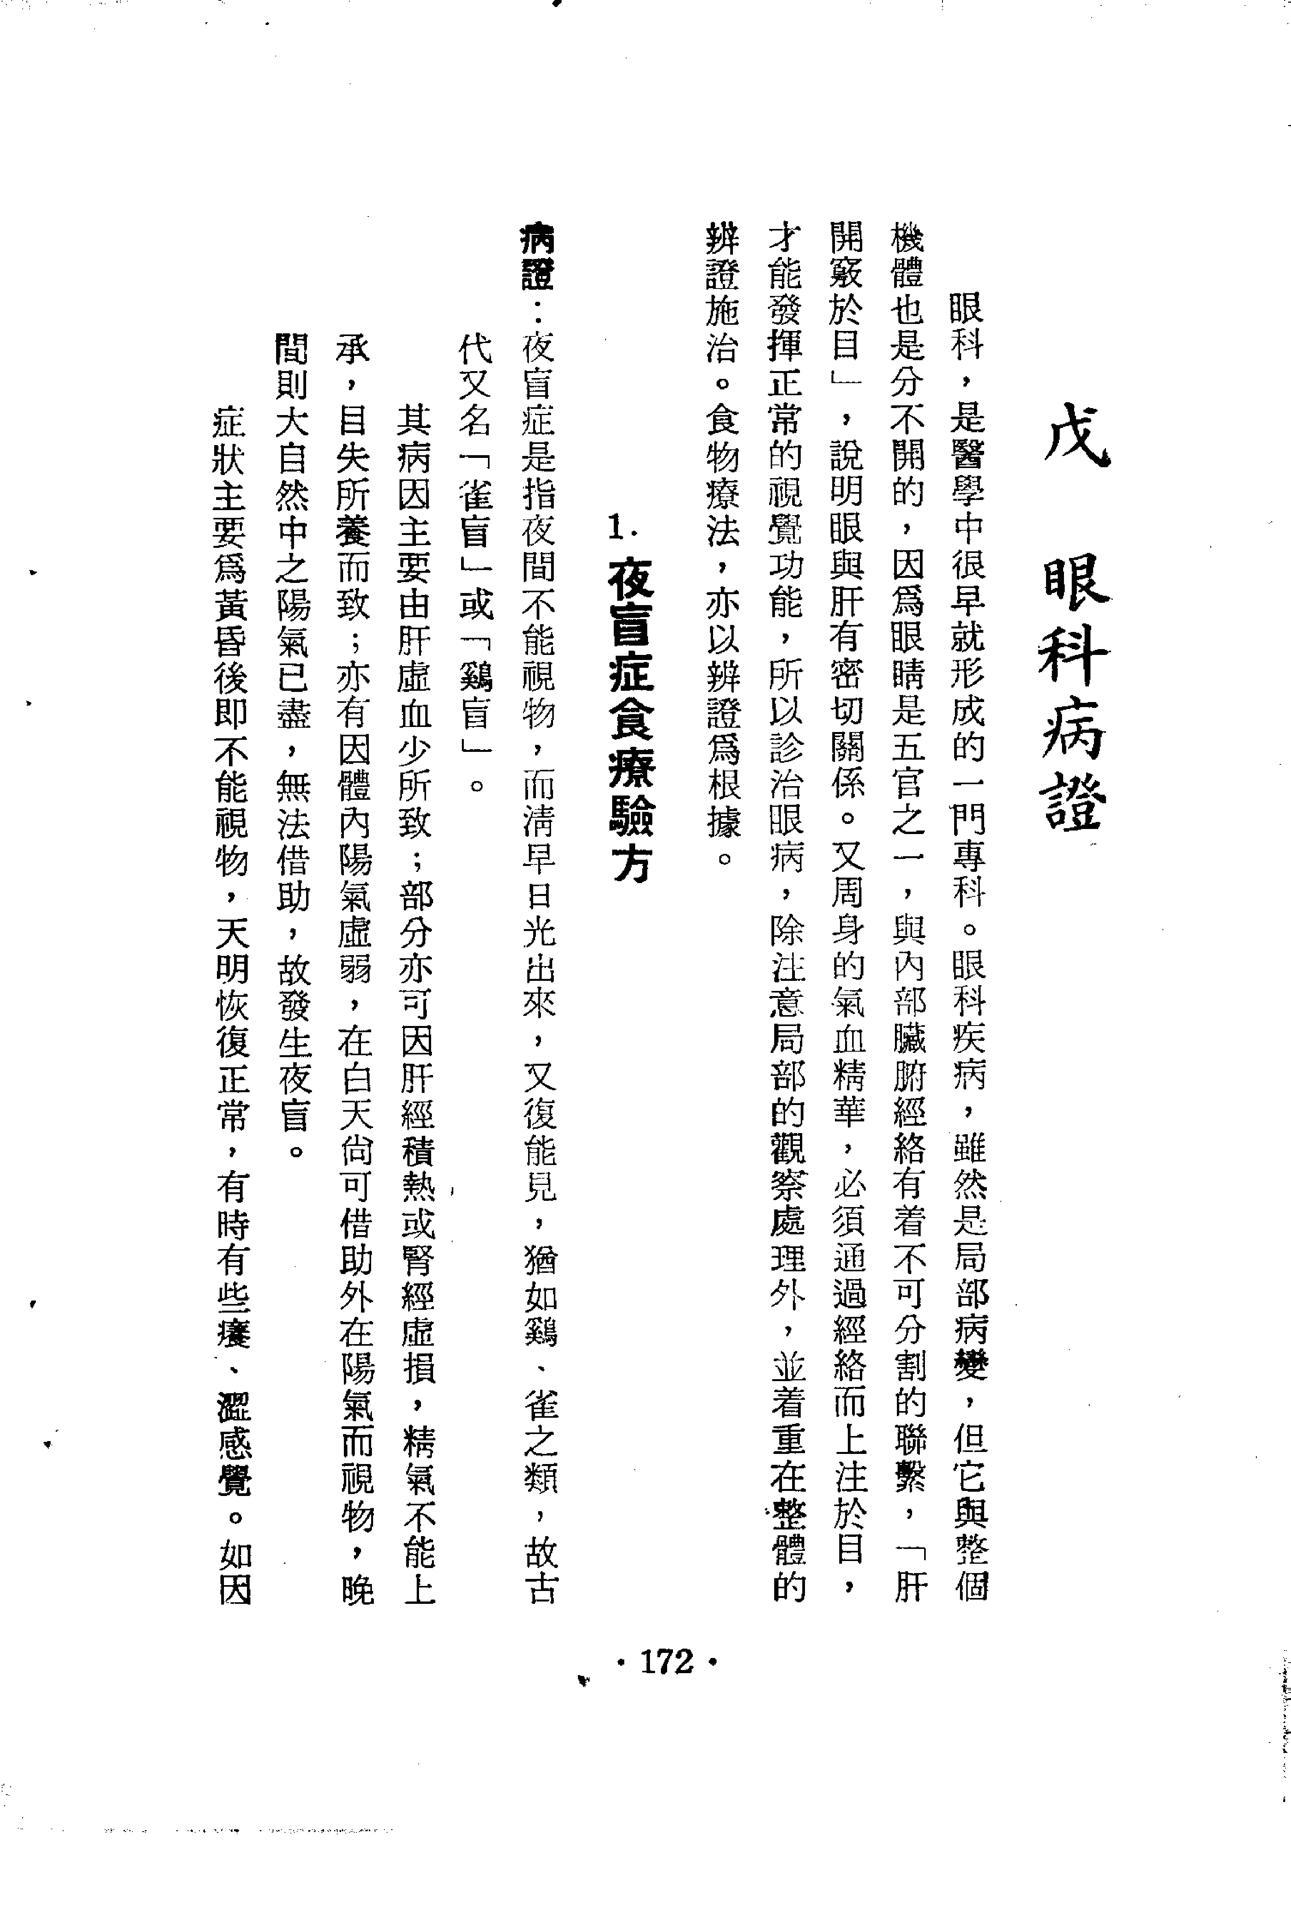 戊　眼科病證
眼科，是醫學中很早就形成的一門專科。眼科疾病，雖然是局部病變，但它與整個
機體也是分不開的，因爲眼睛是五官之一，與內部臟腑經絡有着不可分割的聯繫，「肝
開竅於目」，說明眼與肝有密切關係。又周身的氣血精華，必須通過經絡而上注於目，
才能發揮正常的視覺功能，所以診治眼病，除注意局部的觀察處理外，並着重在整體的
辨證施治。食物療法，亦以辨證爲根據。
1. 夜盲症食療驗方
病證：夜盲症是指夜間不能視物，而淸早日光出來，又復能見，猶如鷄、雀之類，故古
代又名「雀盲」或「鷄盲」。
其病因主要由肝虛血少所致；部分亦可因肝經積熱或腎經虛損，精氣不能上
承，目失所養而致；亦有因體內陽氣虛弱，在白天尙可借助外在陽氣而視物，晚
間則大自然中之陽氣已盡，無法借助，故發生夜盲。
症狀主要爲黃昏後即不能視物，天明恢復正常，有時有些癢、澀感覺。如因
·172·